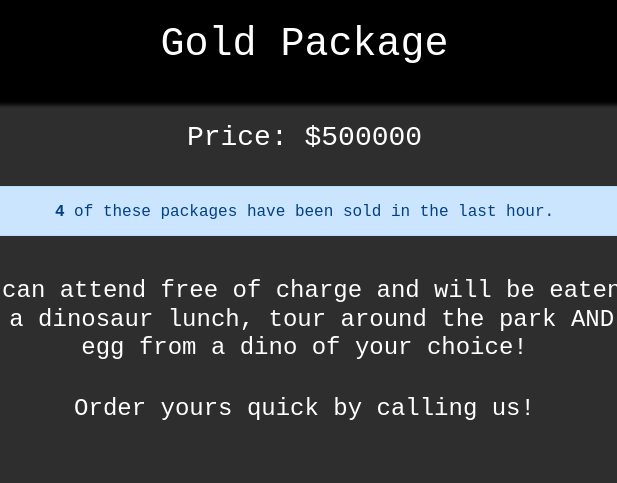 Gold Package
Price: $500000
4 of these packages have been sold in the last hour.
can attend free of charge and will be eaten
a dinosaur lunch, tour around the park AND
egg from a dino of your choice!
Order yours quick by calling us!